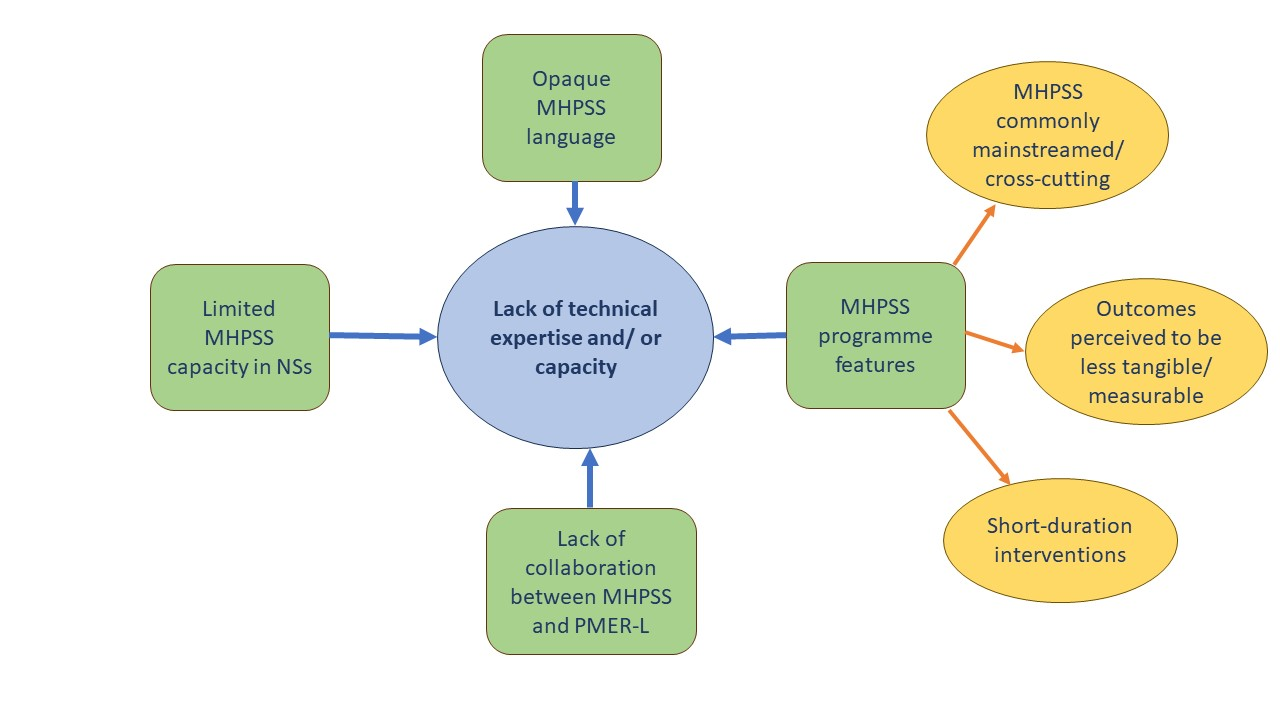 Opaque
MHPSS
language
MHPSS
commonly
mainstreamed/
cross-cutting
Limited
MHPSS
capacity in NSs
Lack of technical
expertise and/ or
capacity
MHPSS
programme
features
Outcomes
perceived to be
less tangible/
measurable
Lack of
collaboration
between MHPSS
and PMER-L
Short-duration
interventions